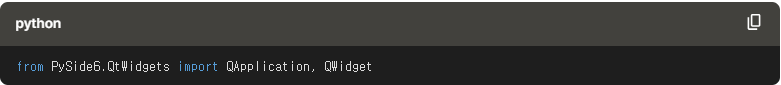 python
from PySide6.QtWidgets import QApplication, QWidget